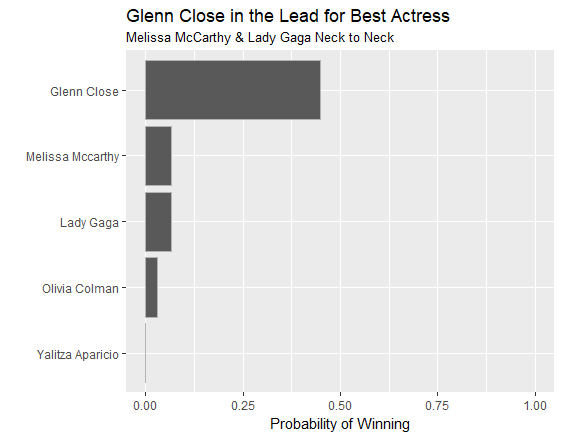 Glenn Close in the Lead for Best Actress
Melissa McCarthy & Lady Gaga Neck to Neck
Glenn Close
Melissa Mccarthy
Lady Gaga
Olivia Colman
Yalitza Aparicio
0.00 0.25 0.50 0.75 1.00
Probability of Winning